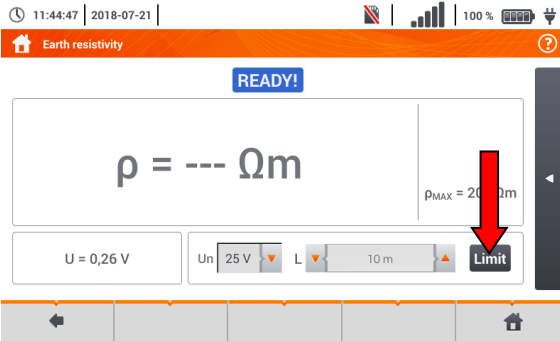 11:44:47 2018-07-21 100 %
Earth resistivity ?
READY!
ρ = --- Ωm
ρMAX = Ωm
U = 0,26 V Un 25 V L 10 m Limit